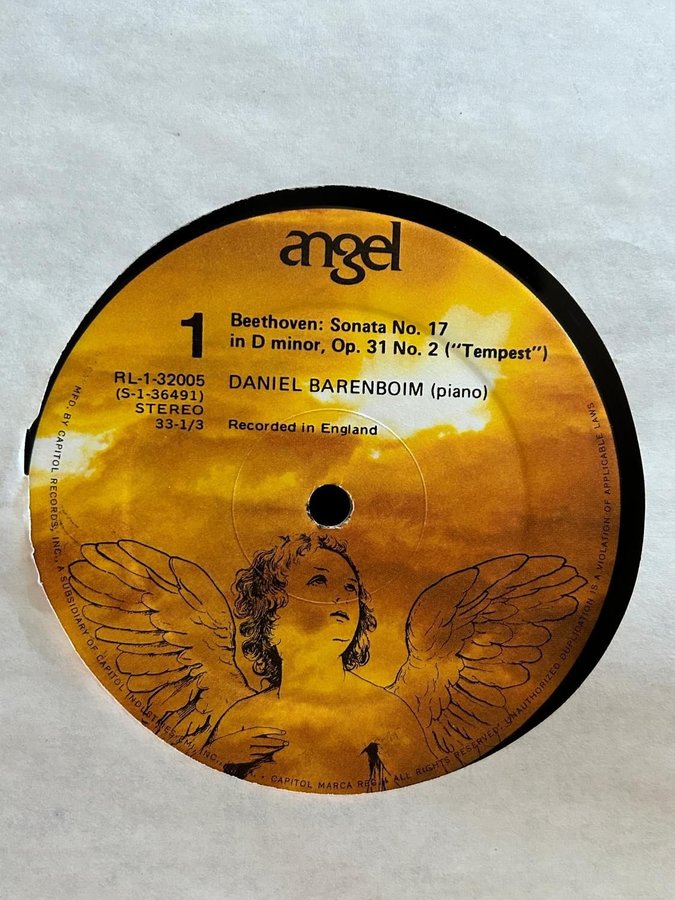 angel
1
Beethoven: Sonata No. 17
in D minor, Op. 31 No. 2 ("Tempest")
RL-1-32005
(S-1-36491)
STEREO
33-1/3
DANIEL BARENBOIM (piano)
Recorded in England
MFD. BY CAPITOL RECORDS, INC., A SUBSIDIARY OF CAPITOL INDUSTRIES-EMI, INC., • CAPITOL MARCA REG. • ALL RIGHTS RESERVED. UNAUTHORIZED DUPLICATION IS A VIOLATION OF APPLICABLE LAWS